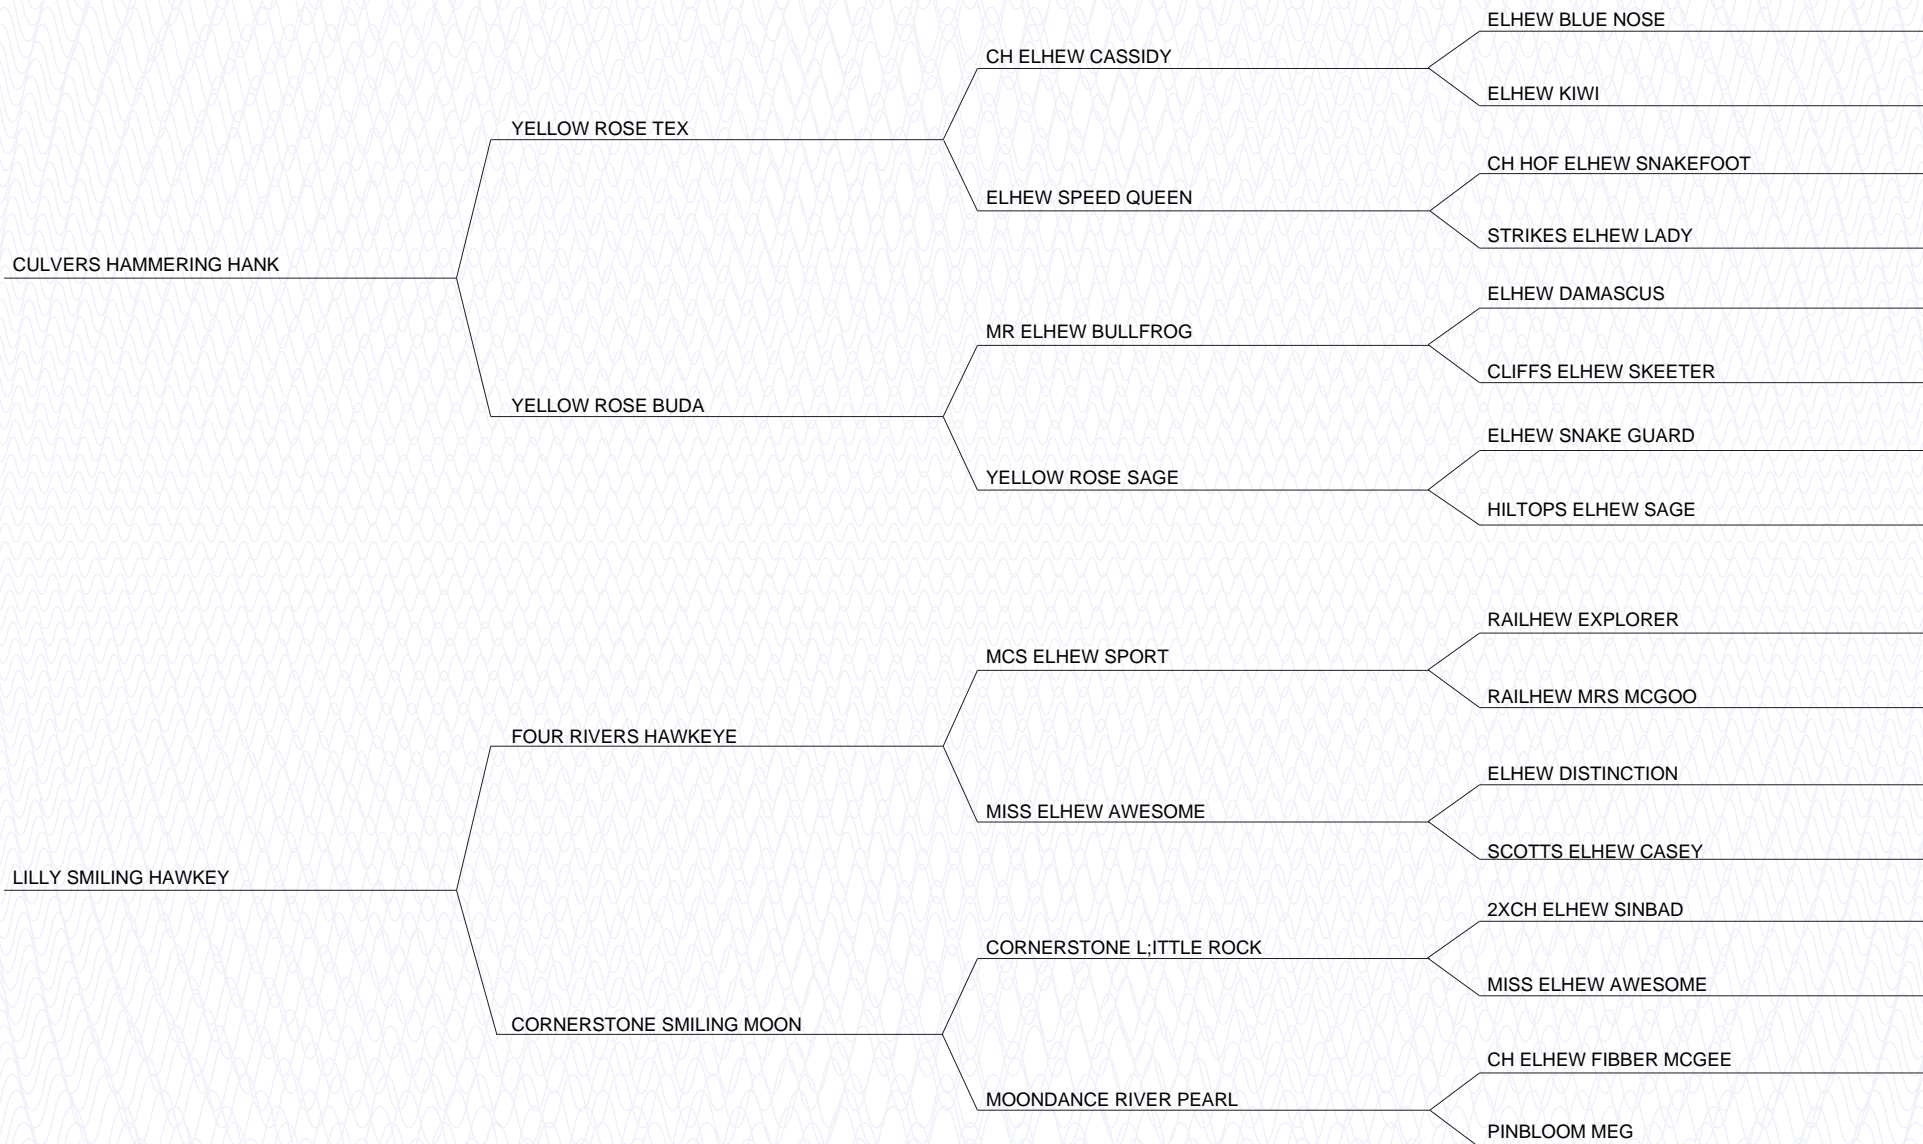 ELHEW BLUE NOSE
CH ELHEW CASSIDY
ELHEW KIWI
YELLOW ROSE TEX
CH HOF ELHEW SNAKEFOOT
ELHEW SPEED QUEEN
STRIKES ELHEW LADY
CULVERS HAMMERING HANK
ELHEW DAMASCUS
MR ELHEW BULLFROG
CLIFFS ELHEW SKEETER
YELLOW ROSE BUDA
ELHEW SNAKE GUARD
YELLOW ROSE SAGE
HILTOPS ELHEW SAGE
RAILHEW EXPLORER
MCS ELHEW SPORT
RAILHEW MRS MCGOO
FOUR RIVERS HAWKEYE
ELHEW DISTINCTION
MISS ELHEW AWESOME
SCOTTS ELHEW CASEY
LILLY SMILING HAWKEY
2XCH ELHEW SINBAD
CORNERSTONE L;ITTLE ROCK
MISS ELHEW AWESOME
CORNERSTONE SMILING MOON
CH ELHEW FIBBER MCGEE
MOONDANCE RIVER PEARL
PINBLOOM MEG